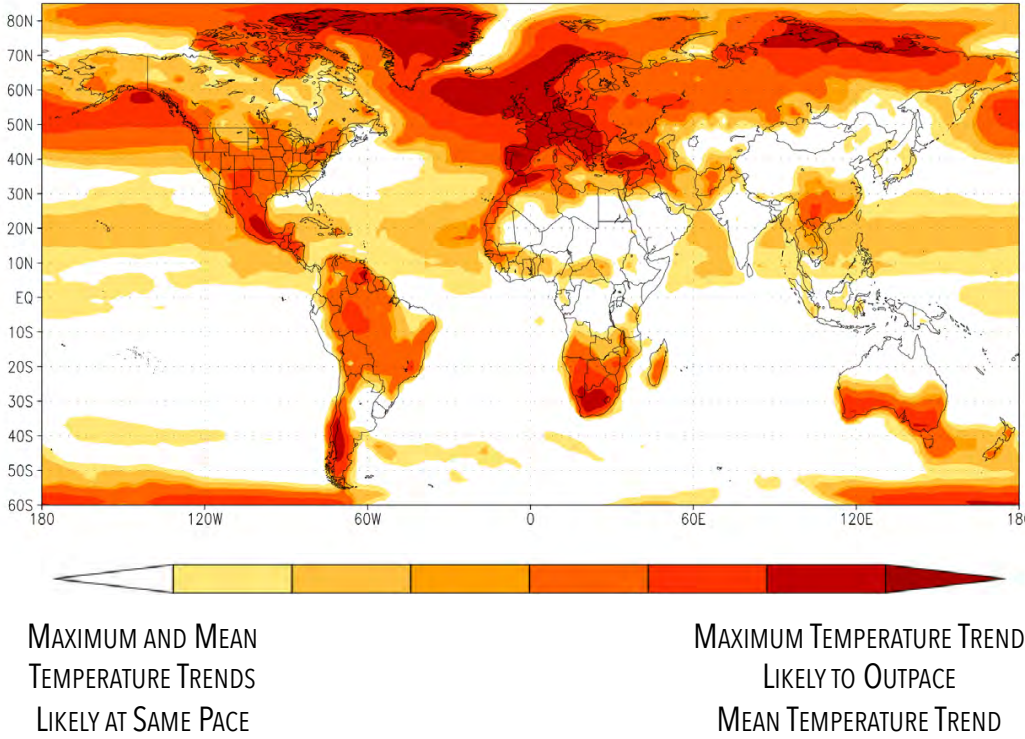 80N
70N
60N
50N
40N
30N
20N
10N
EQ
10S
20S
30S
40S
50S
60S
180 120W 60W 0 60E 120E 180
MAXIMUM AND MEAN
TEMPERATURE TRENDS
LIKELY AT SAME PACE
MAXIMUM TEMPERATURE TREND
LIKELY TO OUTPACE
MEAN TEMPERATURE TREND